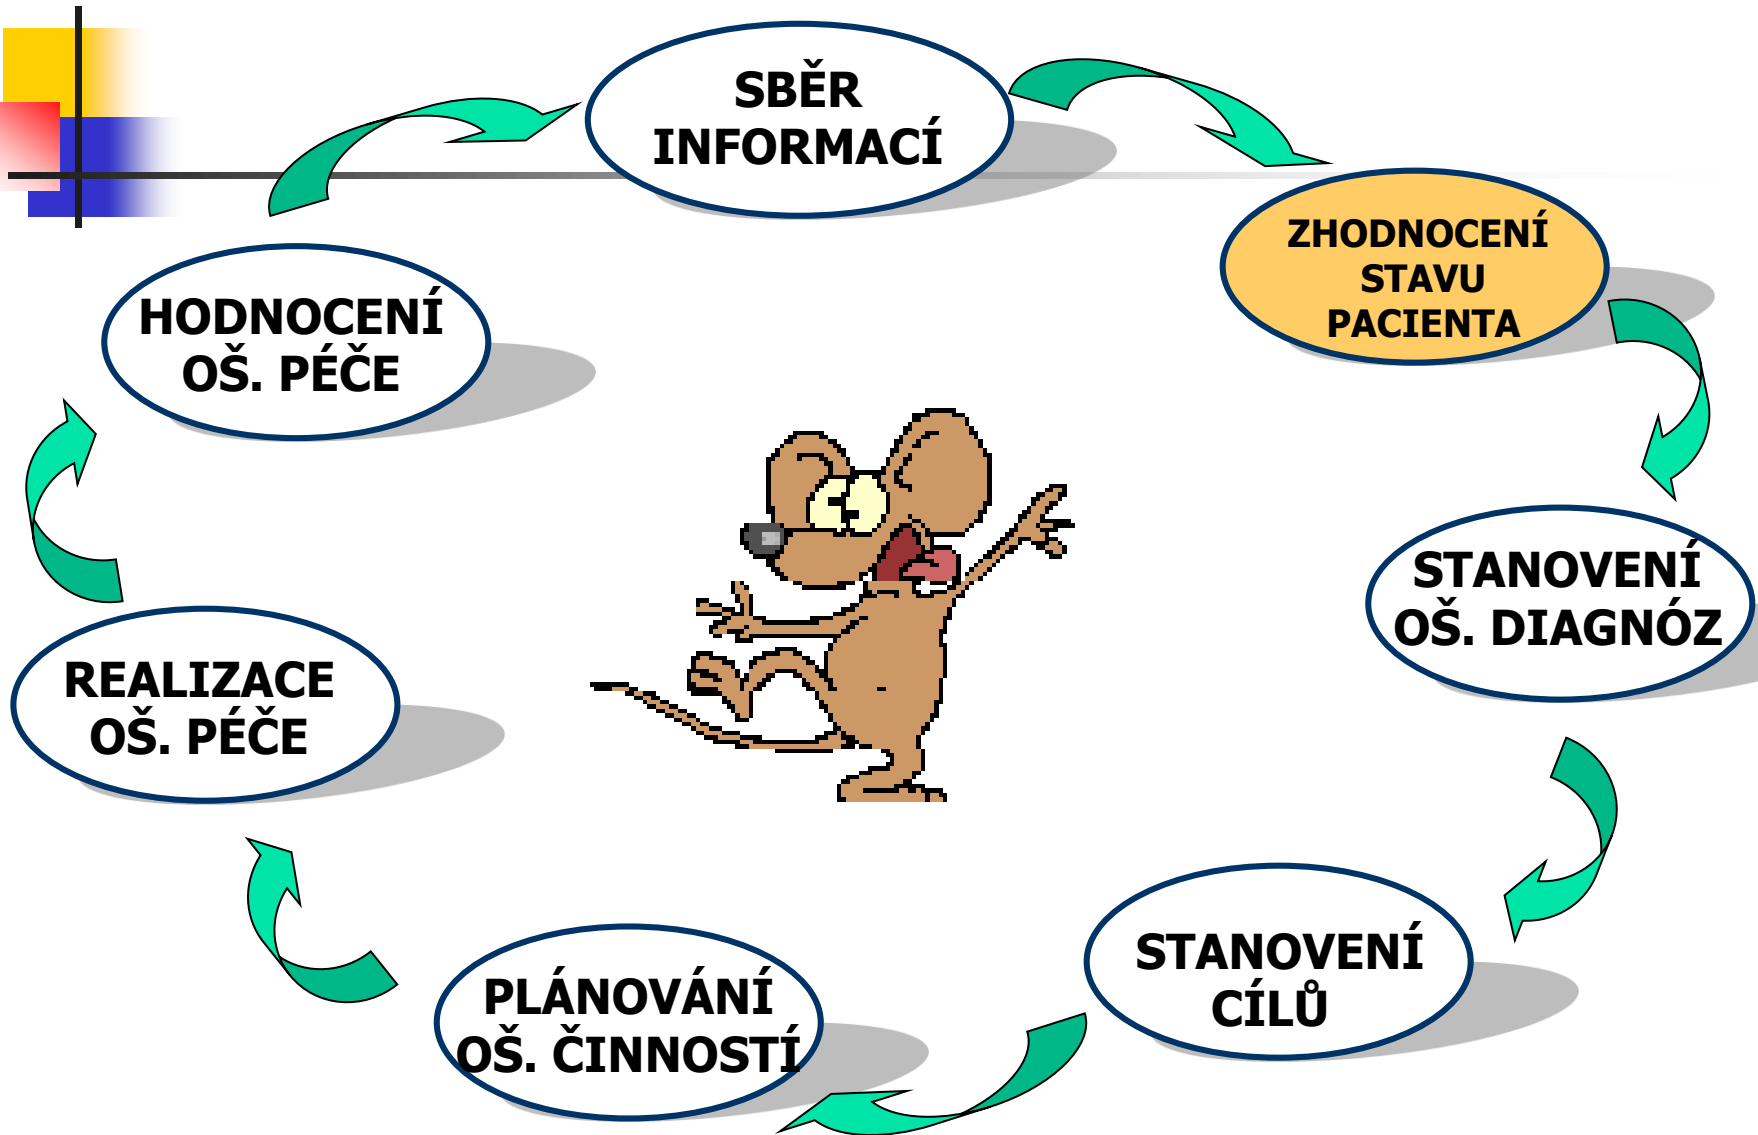 SBĚR
INFORMACÍ
ZHODNOCENÍ
STAVU
PACIENTA
STANOVENÍ
OŠ. DIAGNÓZ
STANOVENÍ
CÍLŮ
PLÁNOVÁNÍ
OŠ. ČINNOSTÍ
REALIZACE
OŠ. PÉČE
HODNOCENÍ
OŠ. PÉČE